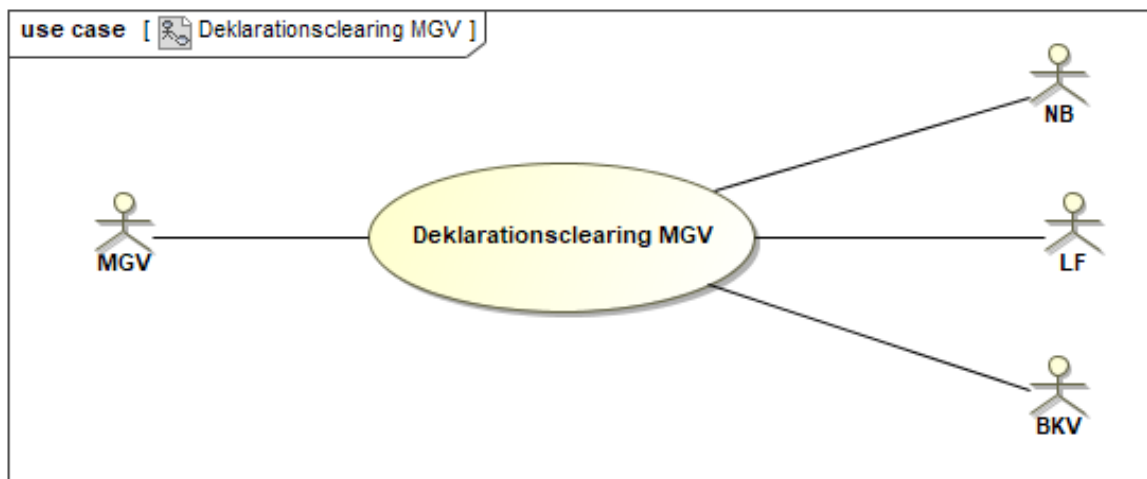 use case [ Deklarationsclearing MGV ]
NB
Deklarationsclearing MGV
MGV
LF
BKV